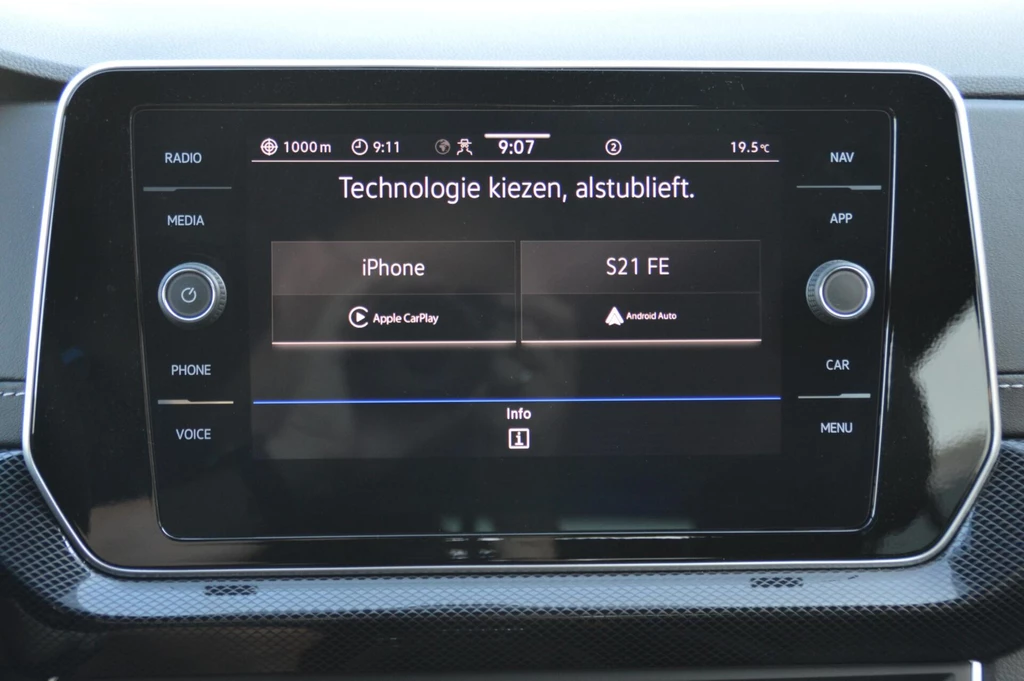 RADIO
MEDIA
PHONE
VOICE
1000 m 9:11 9:07 2 19.5°C
Technologie kiezen, alstublieft.
iPhone
Apple CarPlay
S21 FE
Android Auto
Info
i
NAV
APP
CAR
MENU